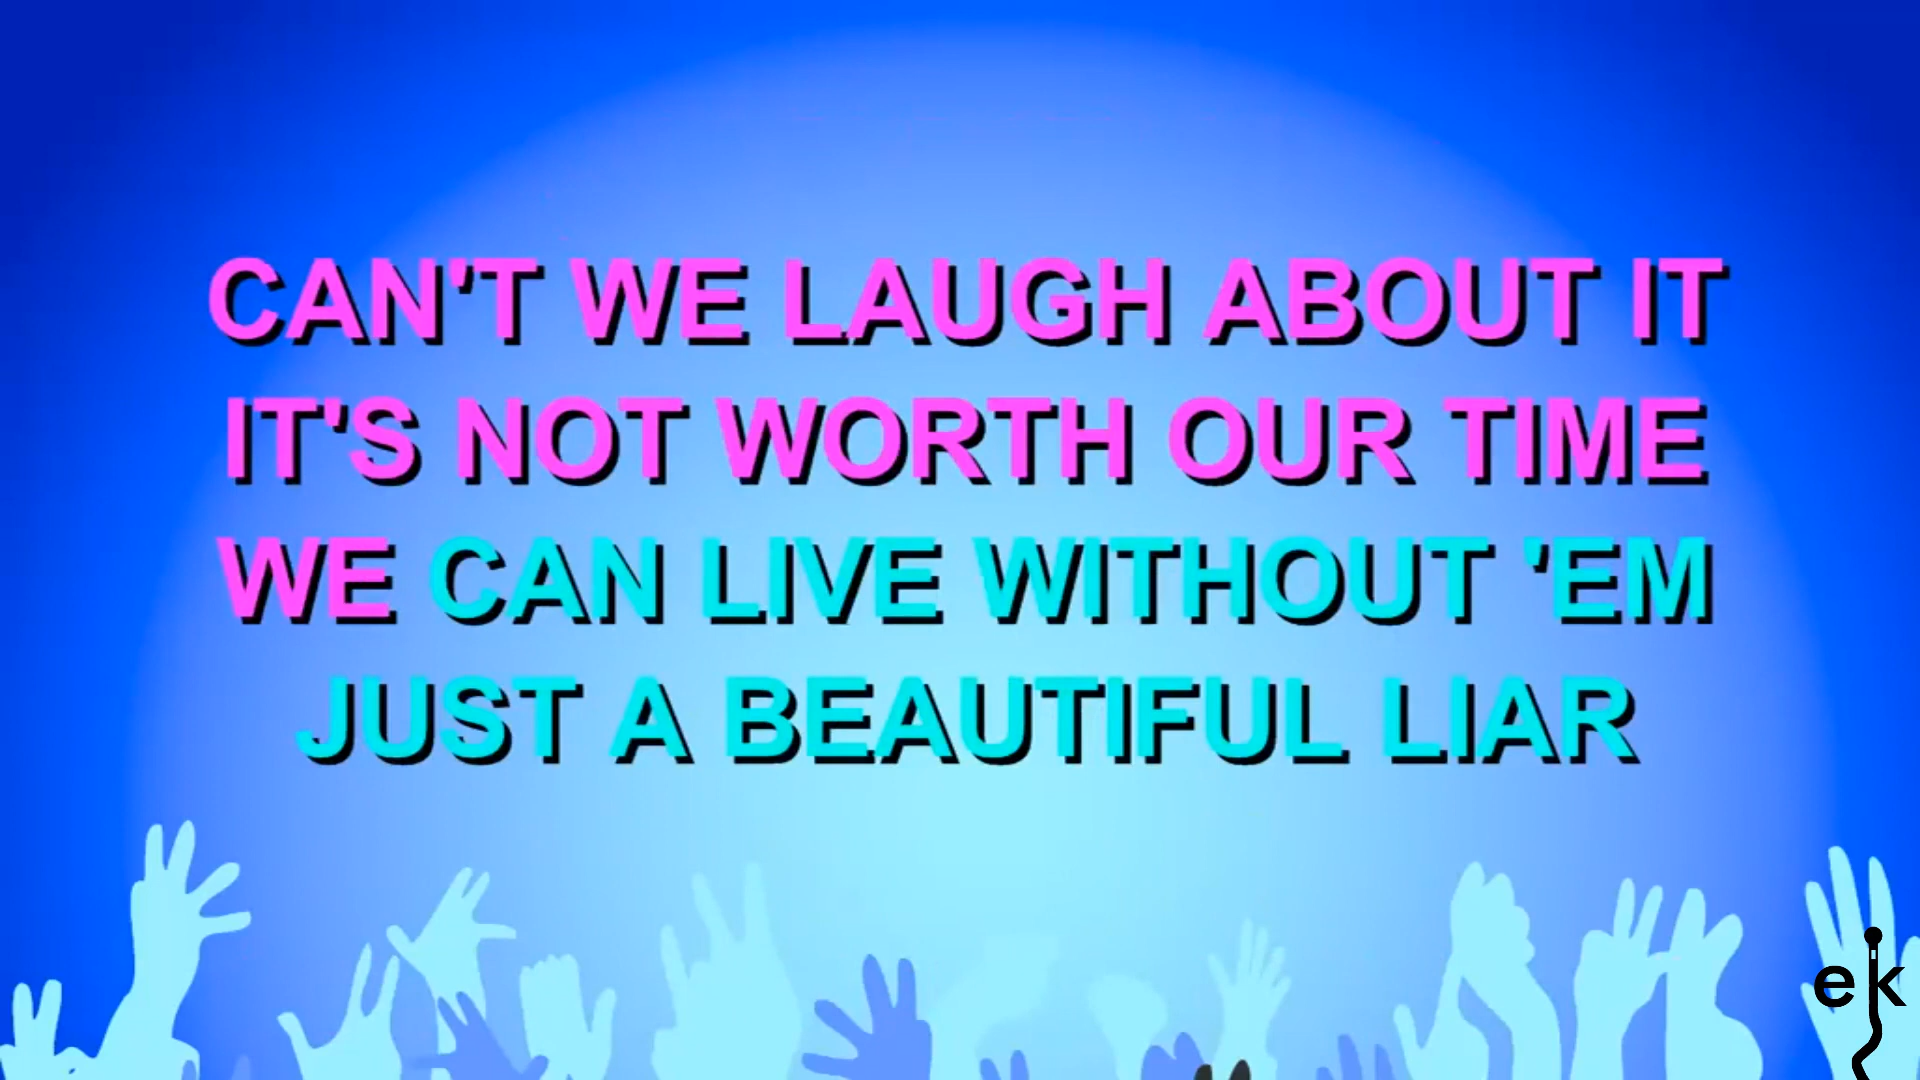 CAN'T WE LAUGH ABOUT IT
IT'S NOT WORTH OUR TIME
WE CAN LIVE WITHOUT 'EM
JUST A BEAUTIFUL LIAR
ek